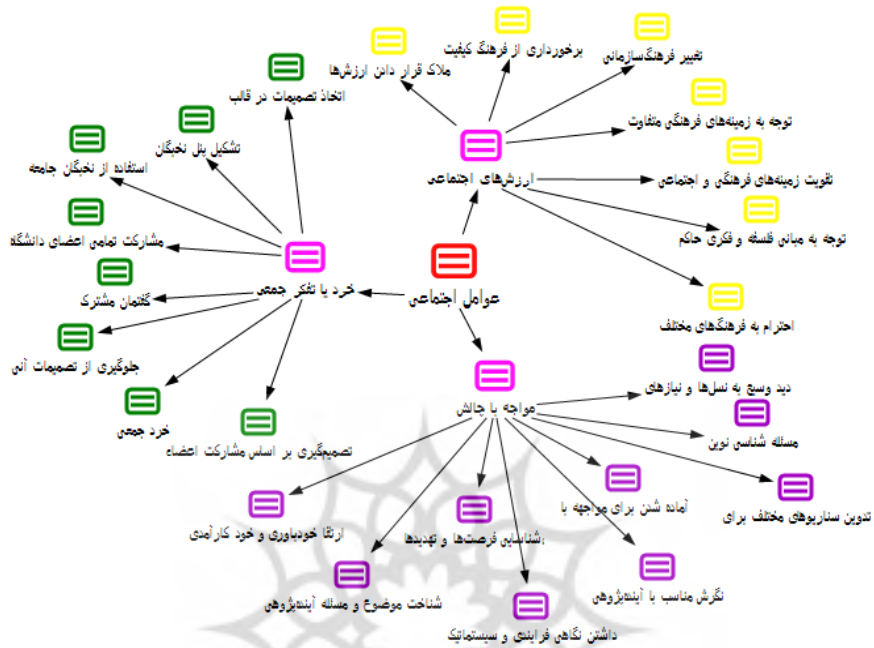 تغییر فرهنگ‌سازمانی
برخورداری از فرهنگ کیفیت
ملاک قرار دادن ارزش‌ها
توجه به زمینه‌های فرهنگی متفاوت
ارزش‌های اجتماعی
تقویت زمینه‌های فرهنگی و اجتماعی
توجه به مبانی فلسفه و فکری حاکم
احترام به فرهنگ‌های مختلف
اتخاذ تصمیمات در قالب
تشکیل پنل نخبگان
استفاده از نخبگان جامعه
مشارکت تمامی اعضای دانشگاه
خرد یا تفکر جمعی
گفتمان مشترک
جلوگیری از تصمیمات آنی
خرد جمعی
تصمیم‌گیری بر اساس مشارکت اعضاء
عوامل اجتماعی
مواجه با چالش
دید وسیع به نسل‌ها و نیازهای
مسئله شناسی نوین
تدوین سناریوهای مختلف برای
آماده شدن برای مواجهه با
نگرش مناسب با آینده‌پژوهی
شناسایی فرصت‌ها و تهدیدها
داشتن نگاهی فرایندی و سیستماتیک
شناخت موضوع و مسئله آینده‌پژوهی
ارتقا خودباوری و خود کارآمدی